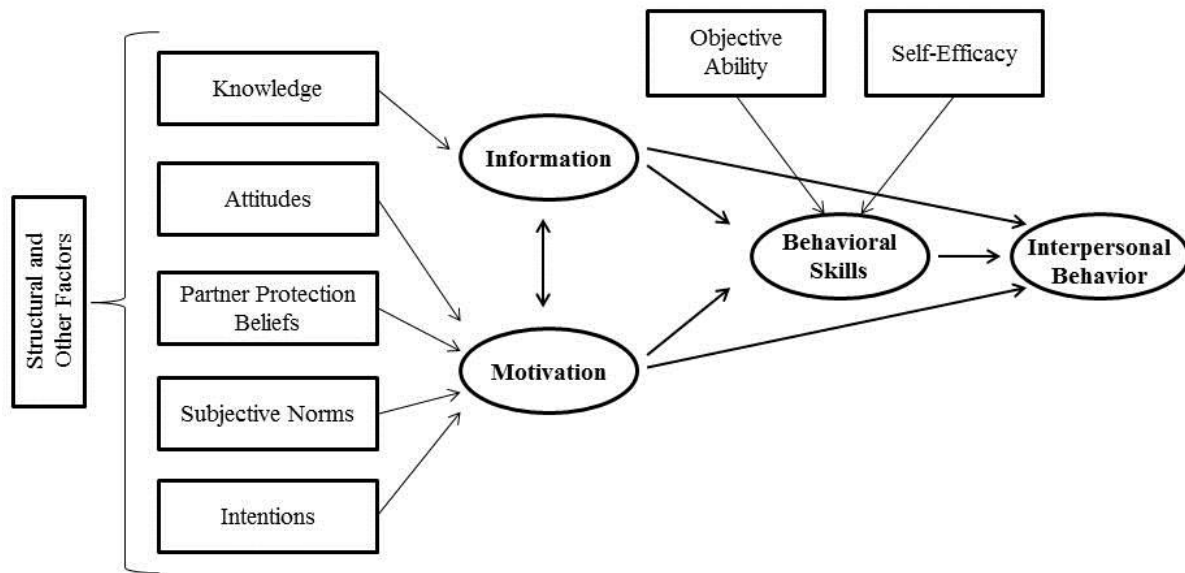 Structural and
Other Factors
Knowledge
Attitudes
Partner Protection
Beliefs
Subjective Norms
Intentions
Information
Motivation
Objective
Ability
Self-Efficacy
Behavioral
Skills
Interpersonal
Behavior